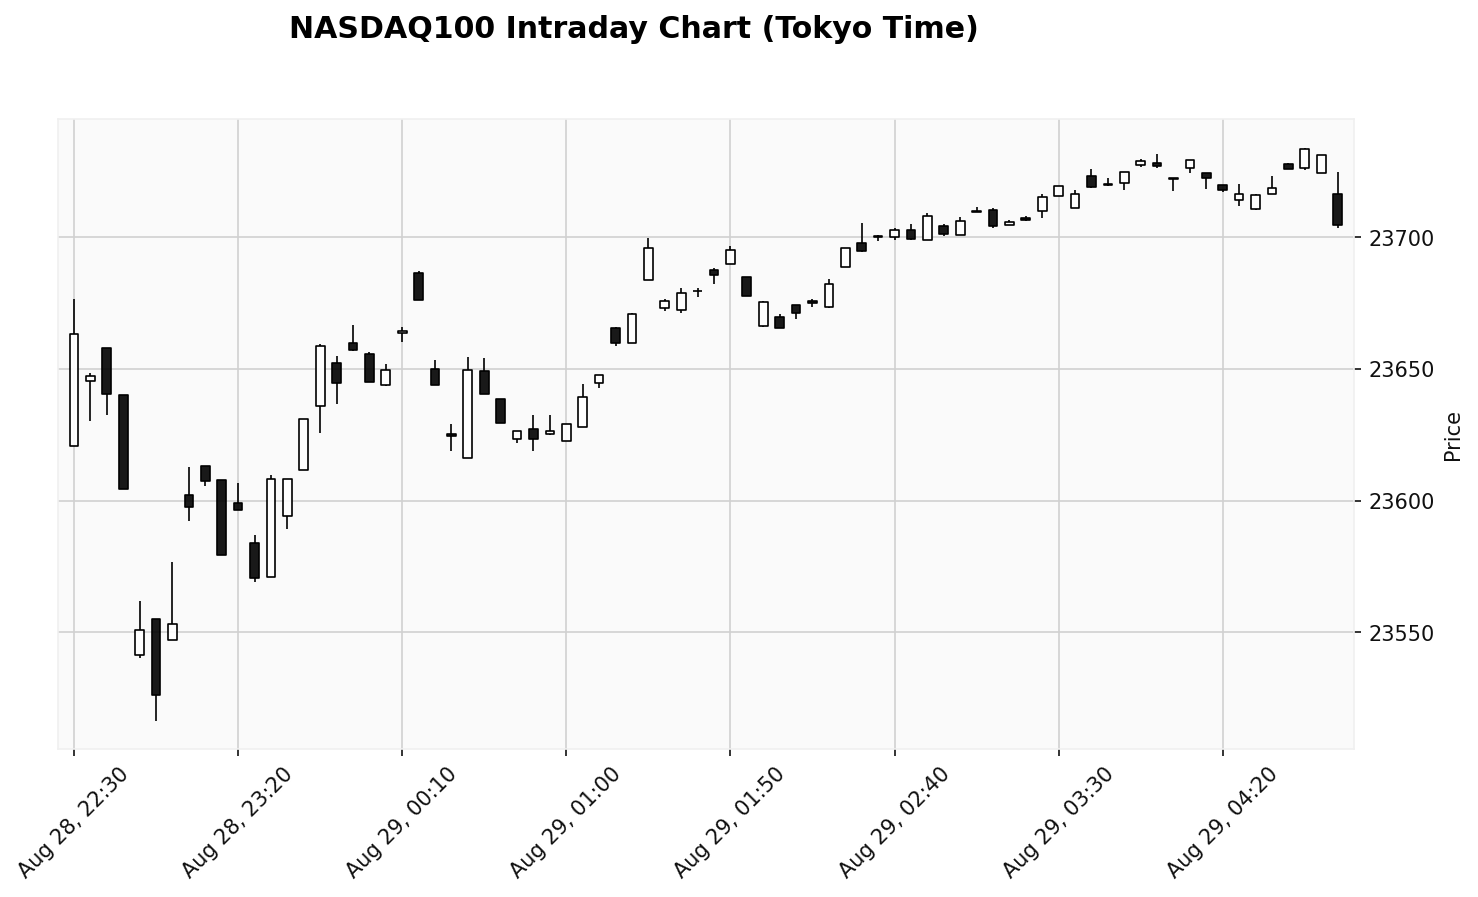 NASDAQ100 Intraday Chart (Tokyo Time)
23700
23650
23600
23550
Price
Aug 28, 22:30
Aug 28, 23:20
Aug 29, 00:10
Aug 29, 01:00
Aug 29, 01:50
Aug 29, 02:40
Aug 29, 03:30
Aug 29, 04:20